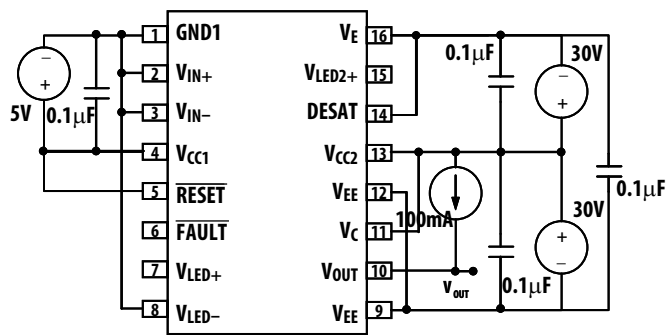 1 GND1 VE 16
2 VIN+ VLED2+ 15
3 VIN- DESAT 14
4 VCC1 VCC2 13
5 RESET VEE 12
6 FAULT VC 11
7 VLED+ VOUT 10
8 VLED- VEE 9
5V
0.1μF
0.1μF
30V
100mA
0.1μF
30V
0.1μF
VOUT
− + − + + −